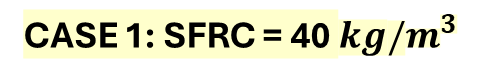 CASE 1: SFRC = 40 kg/m³